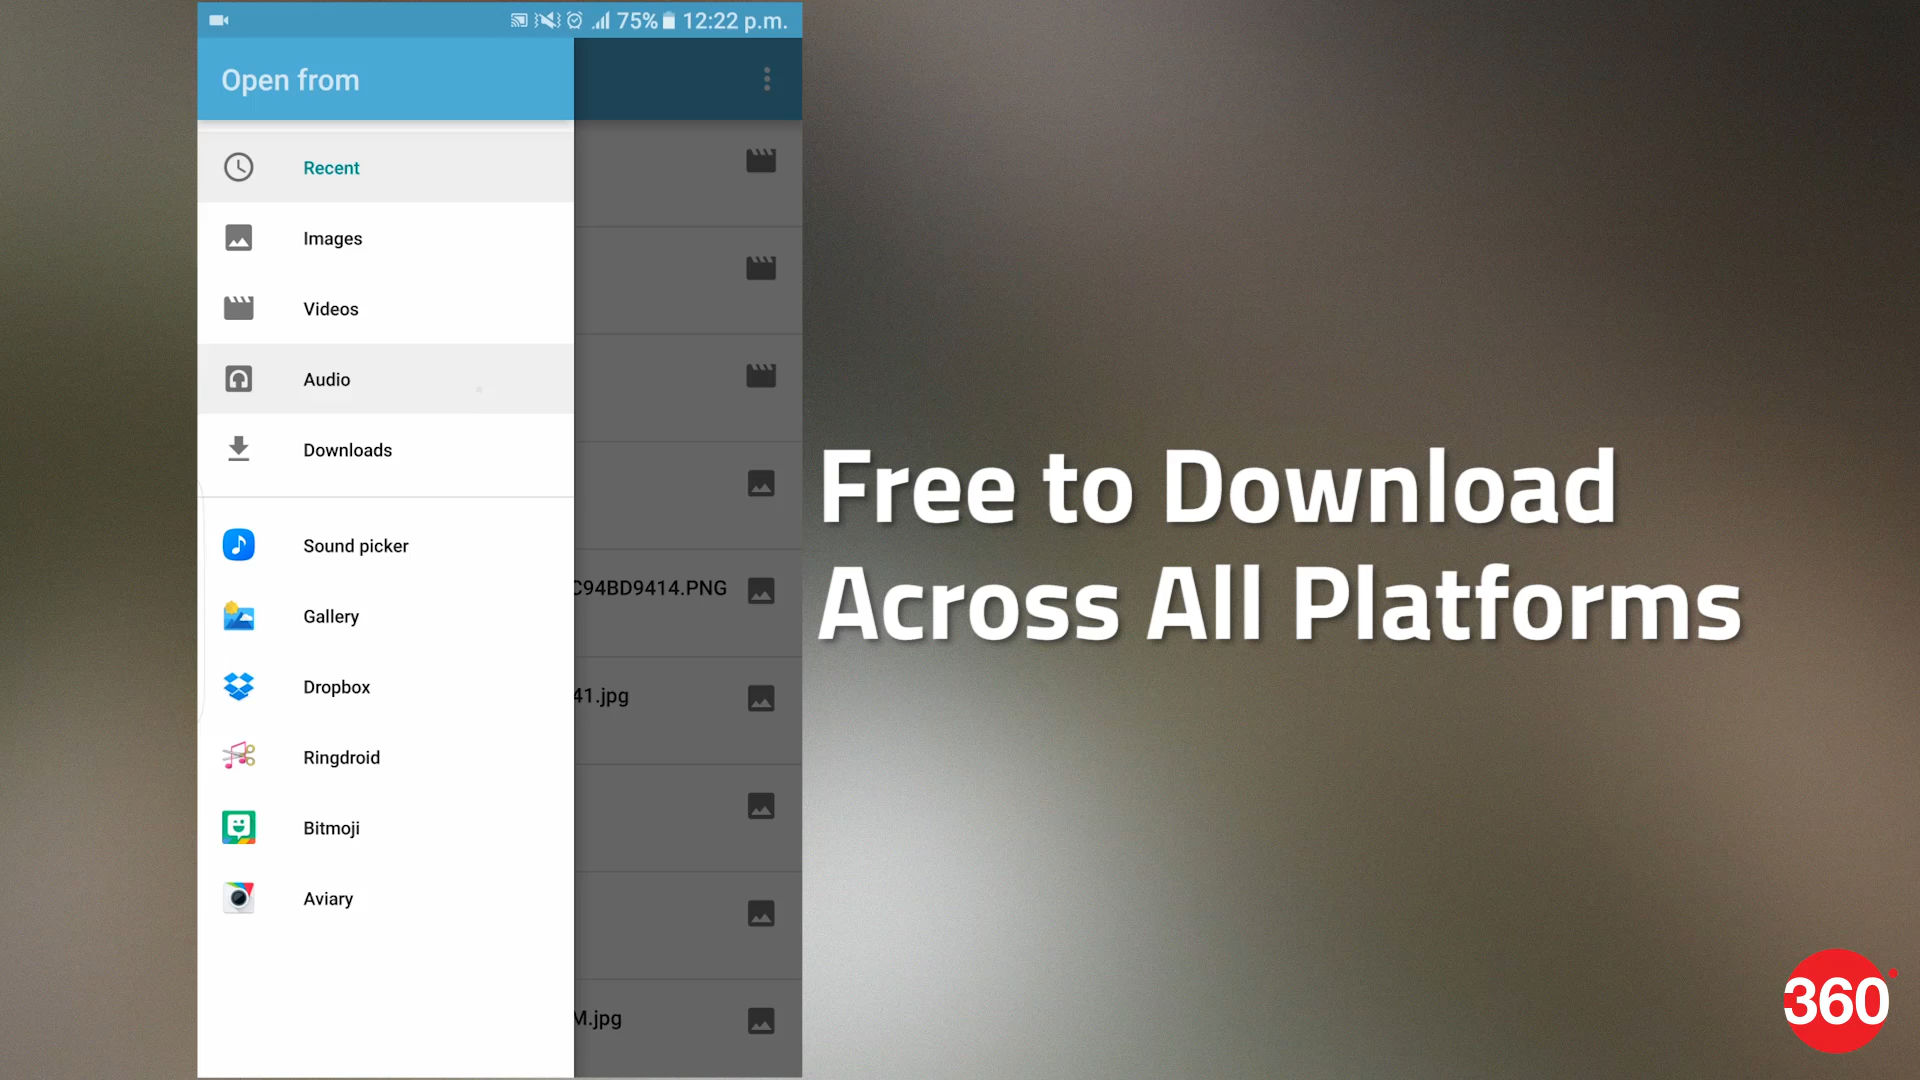 75% 12:22 p.m.
Open from
Recent
Images
Videos
Audio
Downloads
Sound picker
Gallery
Dropbox
Ringdroid
Bitmoji
Aviary
C94BD9414.PNG
41.jpg
M.jpg
Free to Download
Across All Platforms
360